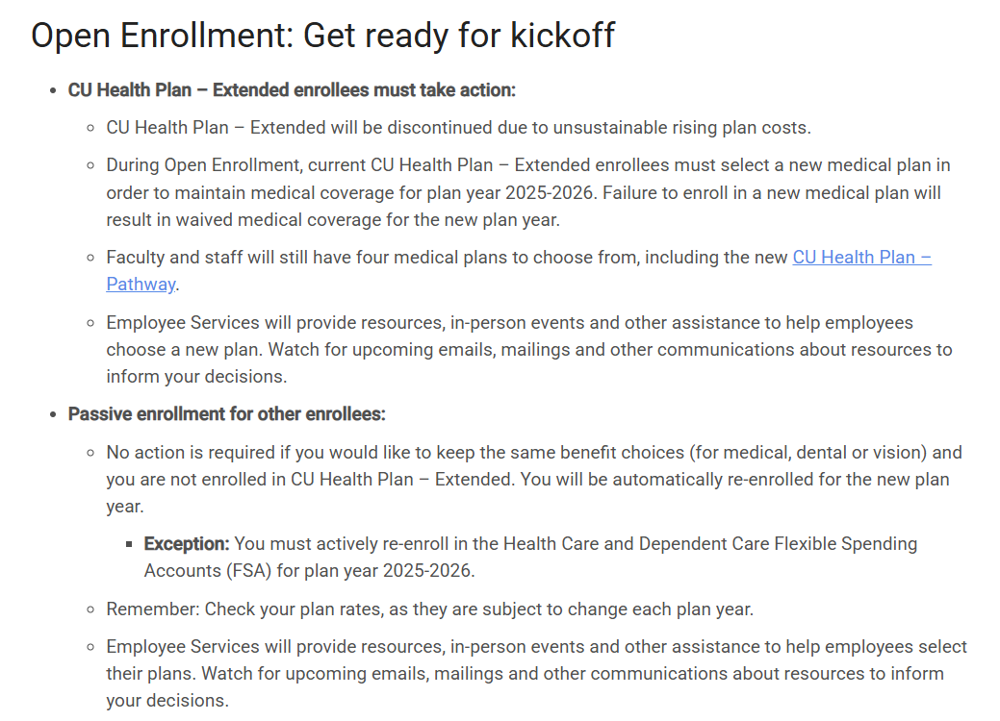 Open Enrollment: Get ready for kickoff
• CU Health Plan – Extended enrollees must take action:
◦ CU Health Plan – Extended will be discontinued due to unsustainable rising plan costs.
◦ During Open Enrollment, current CU Health Plan – Extended enrollees must select a new medical plan in
order to maintain medical coverage for plan year 2025-2026. Failure to enroll in a new medical plan will
result in waived medical coverage for the new plan year.
◦ Faculty and staff will still have four medical plans to choose from, including the new CU Health Plan –
Pathway.
◦ Employee Services will provide resources, in-person events and other assistance to help employees
choose a new plan. Watch for upcoming emails, mailings and other communications about resources to
inform your decisions.
• Passive enrollment for other enrollees:
◦ No action is required if you would like to keep the same benefit choices (for medical, dental or vision) and
you are not enrolled in CU Health Plan – Extended. You will be automatically re-enrolled for the new plan
year.
▪ Exception: You must actively re-enroll in the Health Care and Dependent Care Flexible Spending
Accounts (FSA) for plan year 2025-2026.
◦ Remember: Check your plan rates, as they are subject to change each plan year.
◦ Employee Services will provide resources, in-person events and other assistance to help employees select
their plans. Watch for upcoming emails, mailings and other communications about resources to inform
your decisions.